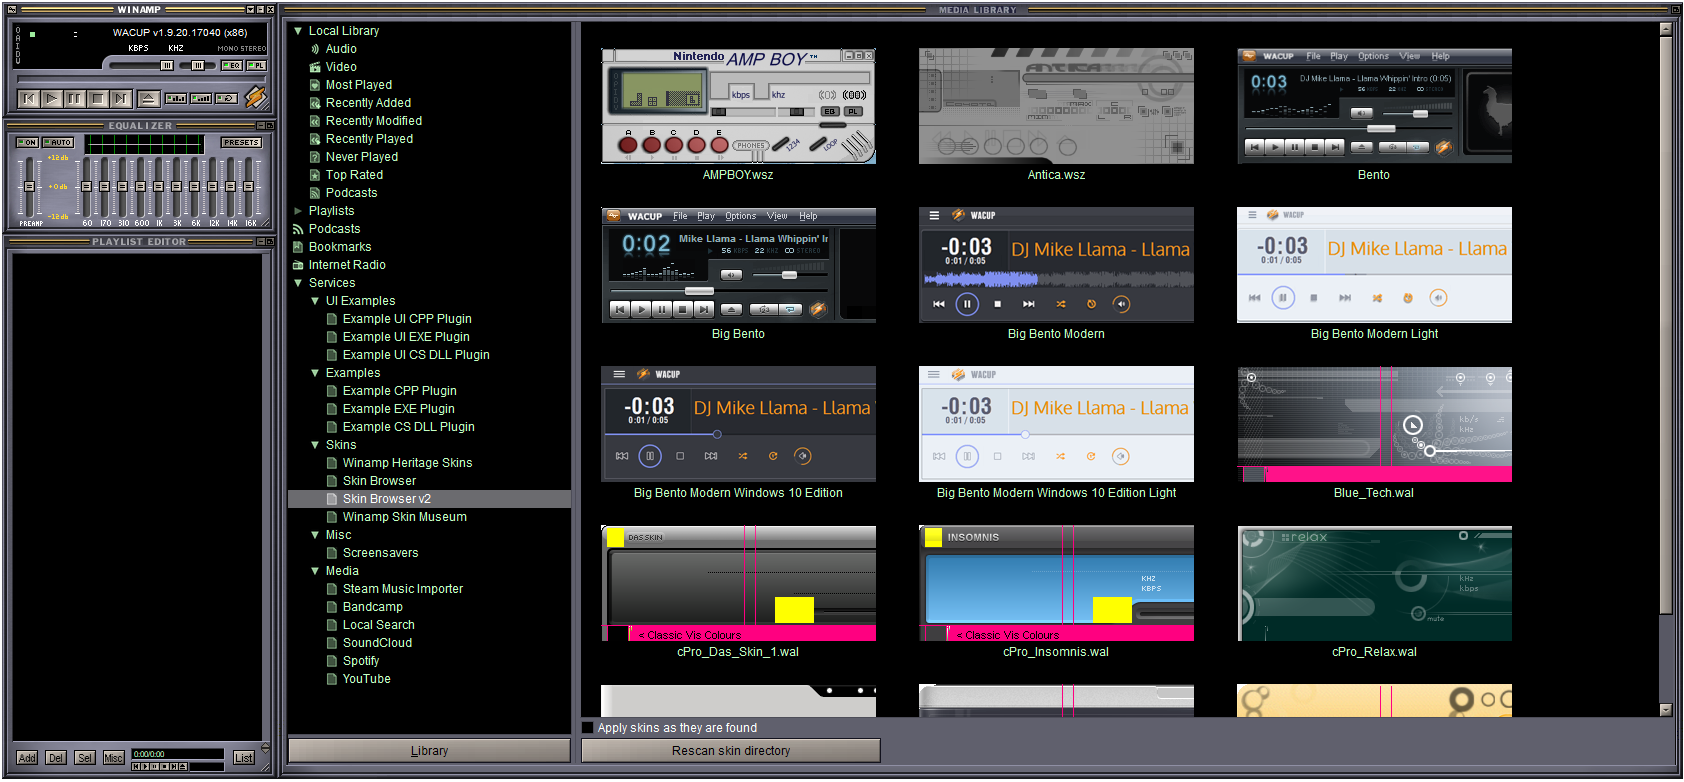 WINAMP
O
A
I
D
V
WACUP v1.9.20.17040 (x86)
KBPS KHZ MONO STEREO
EQ PL
EQUALIZER
ON AUTO PRESETS
+12db
+0db
-12db
PREAMP 60 170 310 600 1K 3K 6K 12K 14K 16K
PLAYLIST EDITOR
Add Del Sel Misc 0:00/0:00 List
MEDIA LIBRARY
Local Library
Audio
Video
Most Played
Recently Added
Recently Modified
Recently Played
Never Played
Top Rated
Podcasts
Playlists
Podcasts
Bookmarks
Internet Radio
Services
UI Examples
Example UI CPP Plugin
Example UI EXE Plugin
Example UI CS DLL Plugin
Examples
Example CPP Plugin
Example EXE Plugin
Example CS DLL Plugin
Skins
Winamp Heritage Skins
Skin Browser
Skin Browser v2
Winamp Skin Museum
Misc
Screensavers
Media
Steam Music Importer
Bandcamp
Local Search
SoundCloud
Spotify
YouTube
Library
Nintendo AMP BOY TM
kbps khz
EQ PL
A B C D E
PHONES 1234 LOOP
AMPBOY.wsz
ANTICA
Antica.wsz
WACUP File Play Options View Help
0:03 DJ Mike Llama - Llama Whippin' Intro (0:05)
56 KBPS 22 KHZ STEREO
Bento
WACUP File Play Options View Help
0:02 Mike Llama - Llama Whippin' Ir
56 KBPS 22 KHZ STEREO
Big Bento
WACUP
-0:03 DJ Mike Llama - Llama
0:01 / 0:05
Big Bento Modern
WACUP
-0:03 DJ Mike Llama - Llama
0:01 / 0:05
Big Bento Modern Light
WACUP
-0:03 DJ Mike Llama - Llama
0:01 / 0:05
Big Bento Modern Windows 10 Edition
WACUP
-0:03 DJ Mike Llama - Llama
0:01 / 0:05
Big Bento Modern Windows 10 Edition Light
kb/s
kHz
Blue_Tech.wal
DAS SKIN
< Classic Vis Colours
cPro_Das_Skin_1.wal
INSOMNIS
KHZ
KBPS
< Classic Vis Colours
cPro_Insomnis.wal
relax
kHz
kbps
mute
cPro_Relax.wal
Apply skins as they are found
Rescan skin directory